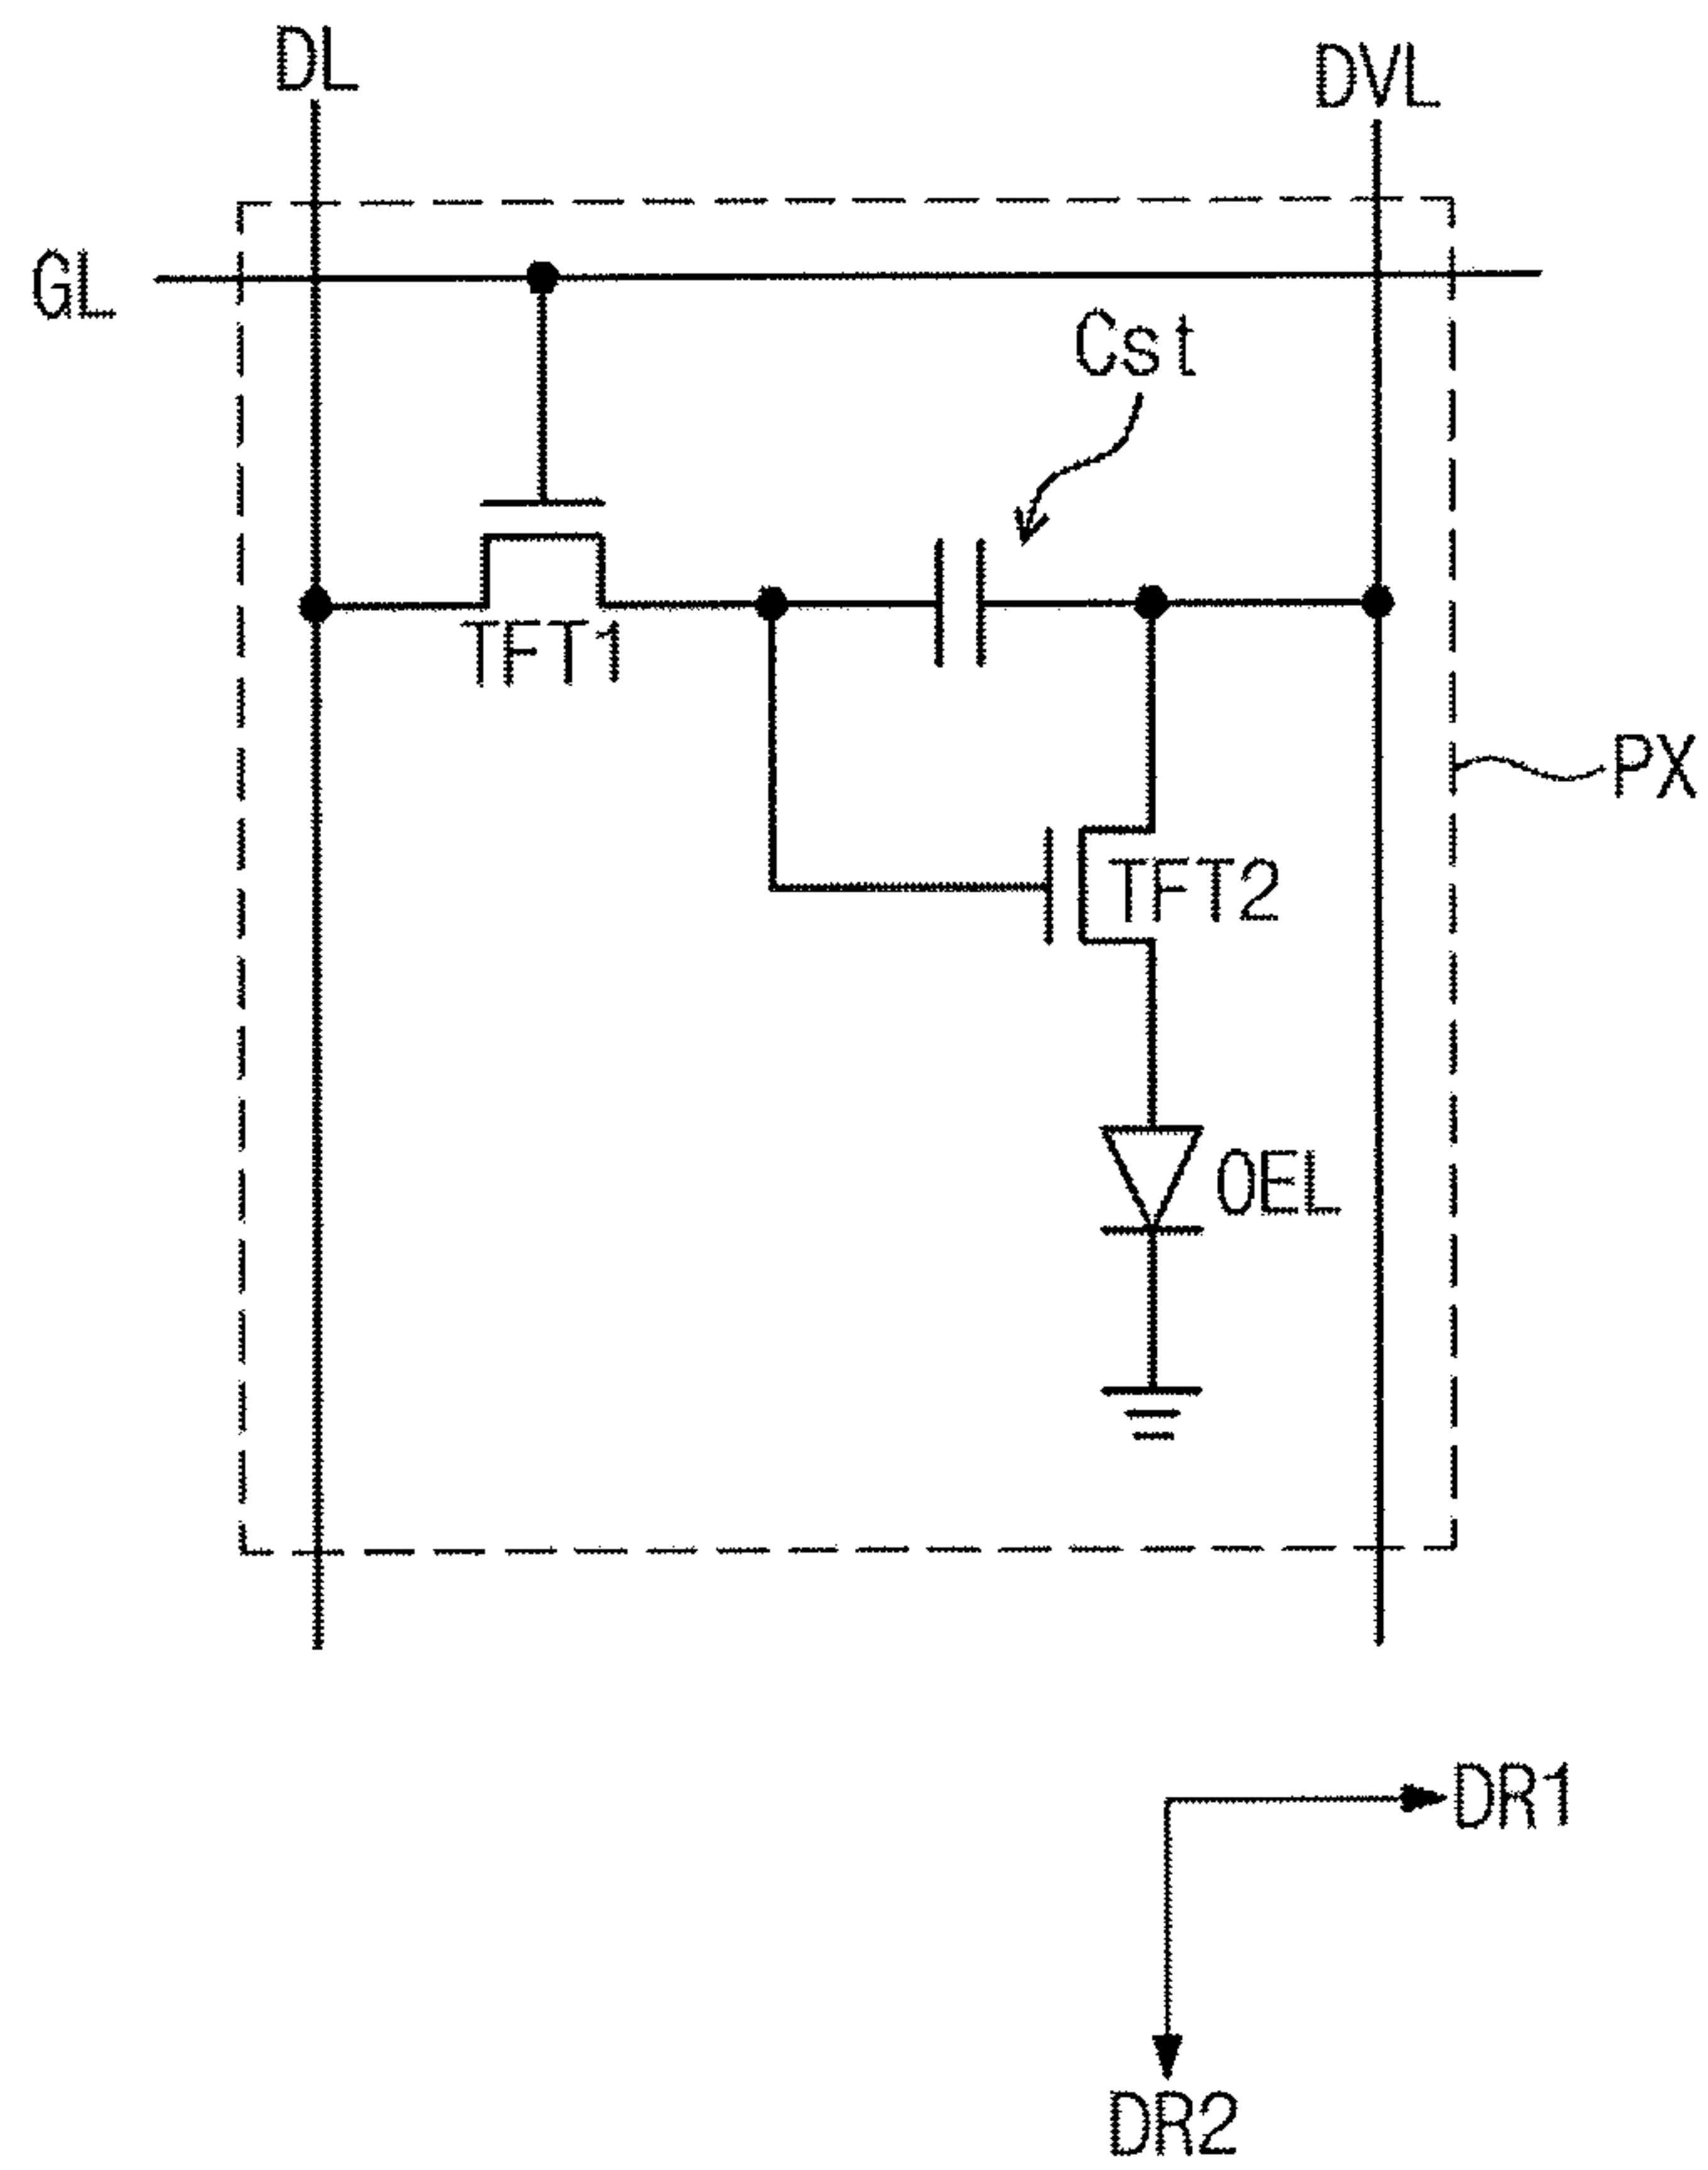 DL
DVL
GL
Cst
TFT1
PX
TFT2
OEL
DR1
DR2